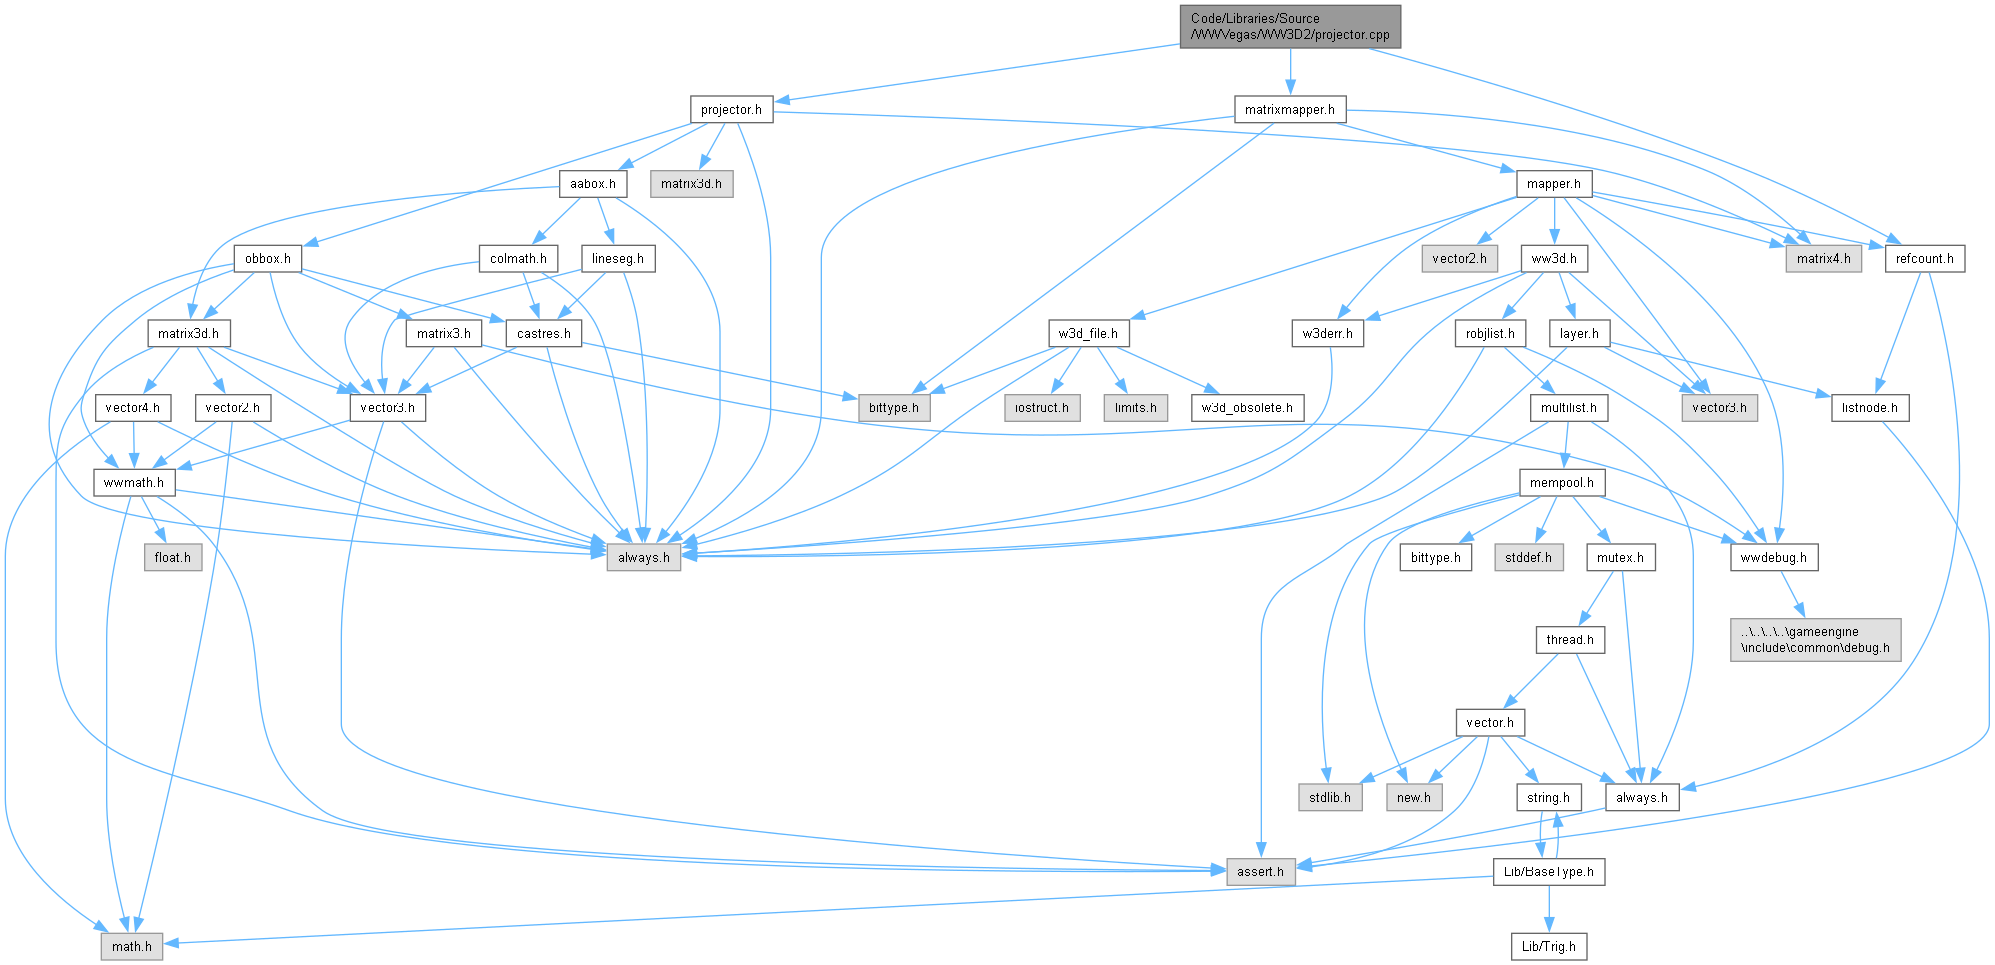 Code/Libraries/Source
/WWVegas/WW3D2/projector.cpp
projector.h
matrixmapper.h
aabox.h
matrix3d.h
mapper.h
obbox.h
colmath.h
lineseg.h
vector2.h
ww3d.h
matrix4.h
refcount.h
matrix3d.h
matrix3.h
castres.h
w3d_file.h
w3derr.h
robjlist.h
layer.h
vector4.h
vector2.h
vector3.h
bittype.h
iostruct.h
limits.h
w3d_obsolete.h
multilist.h
vector3.h
listnode.h
wwmath.h
mempool.h
float.h
always.h
bittype.h
stddef.h
mutex.h
wwdebug.h
thread.h
..\..\..\..\gameengine
\include\common\debug.h
vector.h
stdlib.h
new.h
string.h
always.h
assert.h
Lib/BaseType.h
math.h
Lib/Trig.h